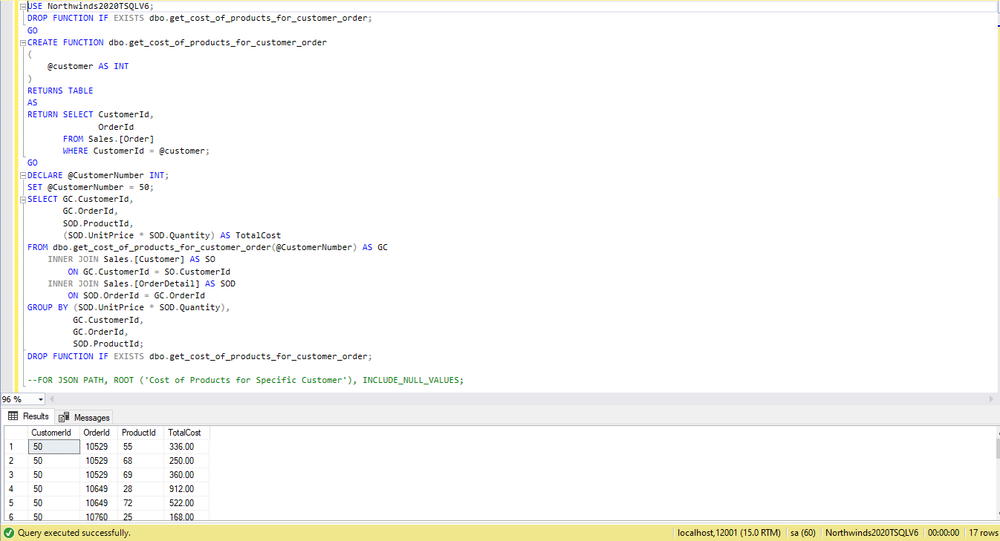 USE Northwinds2020TSQLV6;
DROP FUNCTION IF EXISTS dbo.get_cost_of_products_for_customer_order;
GO
CREATE FUNCTION dbo.get_cost_of_products_for_customer_order
(
    @customer AS INT
)
RETURNS TABLE
AS
RETURN SELECT CustomerId,
              OrderId
       FROM Sales.[Order]
       WHERE CustomerId = @customer;
GO
DECLARE @CustomerNumber INT;
SET @CustomerNumber = 50;
SELECT GC.CustomerId,
       GC.OrderId,
       SOD.ProductId,
       (SOD.UnitPrice * SOD.Quantity) AS TotalCost
FROM dbo.get_cost_of_products_for_customer_order(@CustomerNumber) AS GC
    INNER JOIN Sales.[Customer] AS SO
        ON GC.CustomerId = SO.CustomerId
    INNER JOIN Sales.[OrderDetail] AS SOD
        ON SOD.OrderId = GC.OrderId
GROUP BY (SOD.UnitPrice * SOD.Quantity),
         GC.CustomerId,
         GC.OrderId,
         SOD.ProductId;
DROP FUNCTION IF EXISTS dbo.get_cost_of_products_for_customer_order;
--FOR JSON PATH, ROOT ('Cost of Products for Specific Customer'), INCLUDE_NULL_VALUES;
96 %
Results Messages
CustomerId OrderId ProductId TotalCost
1 50 10529 55 336.00
2 50 10529 68 250.00
3 50 10529 69 360.00
4 50 10649 28 912.00
5 50 10649 72 522.00
6 50 10760 25 168.00
Query executed successfully. localhost,12001 (15.0 RTM) sa (60) Northwinds2020TSQLV6 00:00:00 17 rows